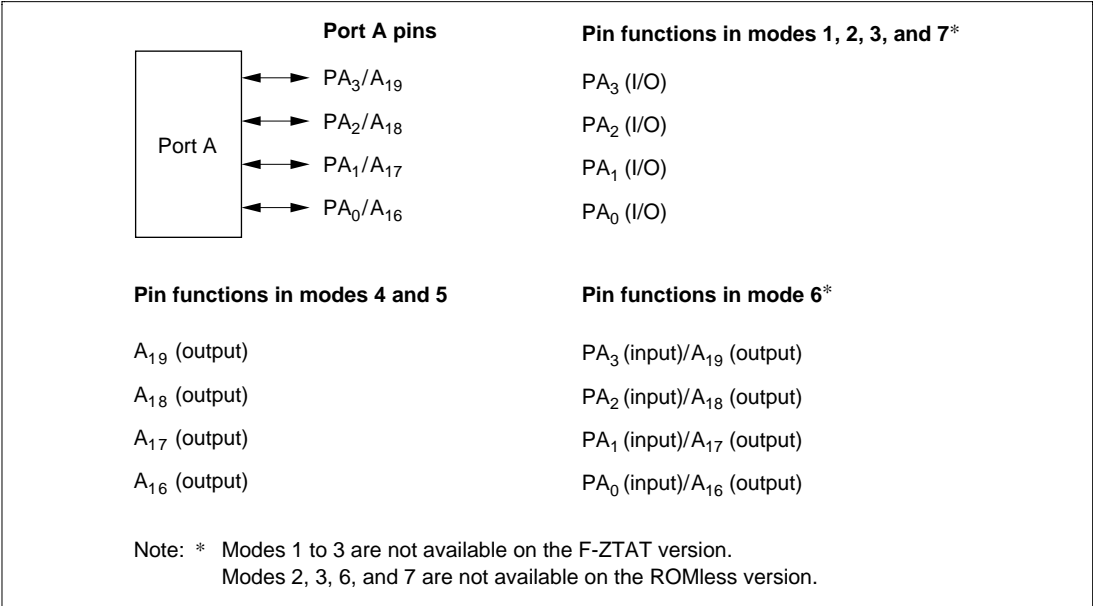 Port A pins
Pin functions in modes 1, 2, 3, and 7*
Port A
PA3/A19
PA3 (I/O)
PA2/A18
PA2 (I/O)
PA1/A17
PA1 (I/O)
PA0/A16
PA0 (I/O)
Pin functions in modes 4 and 5
Pin functions in mode 6*
A19 (output)
PA3 (input)/A19 (output)
A18 (output)
PA2 (input)/A18 (output)
A17 (output)
PA1 (input)/A17 (output)
A16 (output)
PA0 (input)/A16 (output)
Note: * Modes 1 to 3 are not available on the F-ZTAT version.
Modes 2, 3, 6, and 7 are not available on the ROMless version.